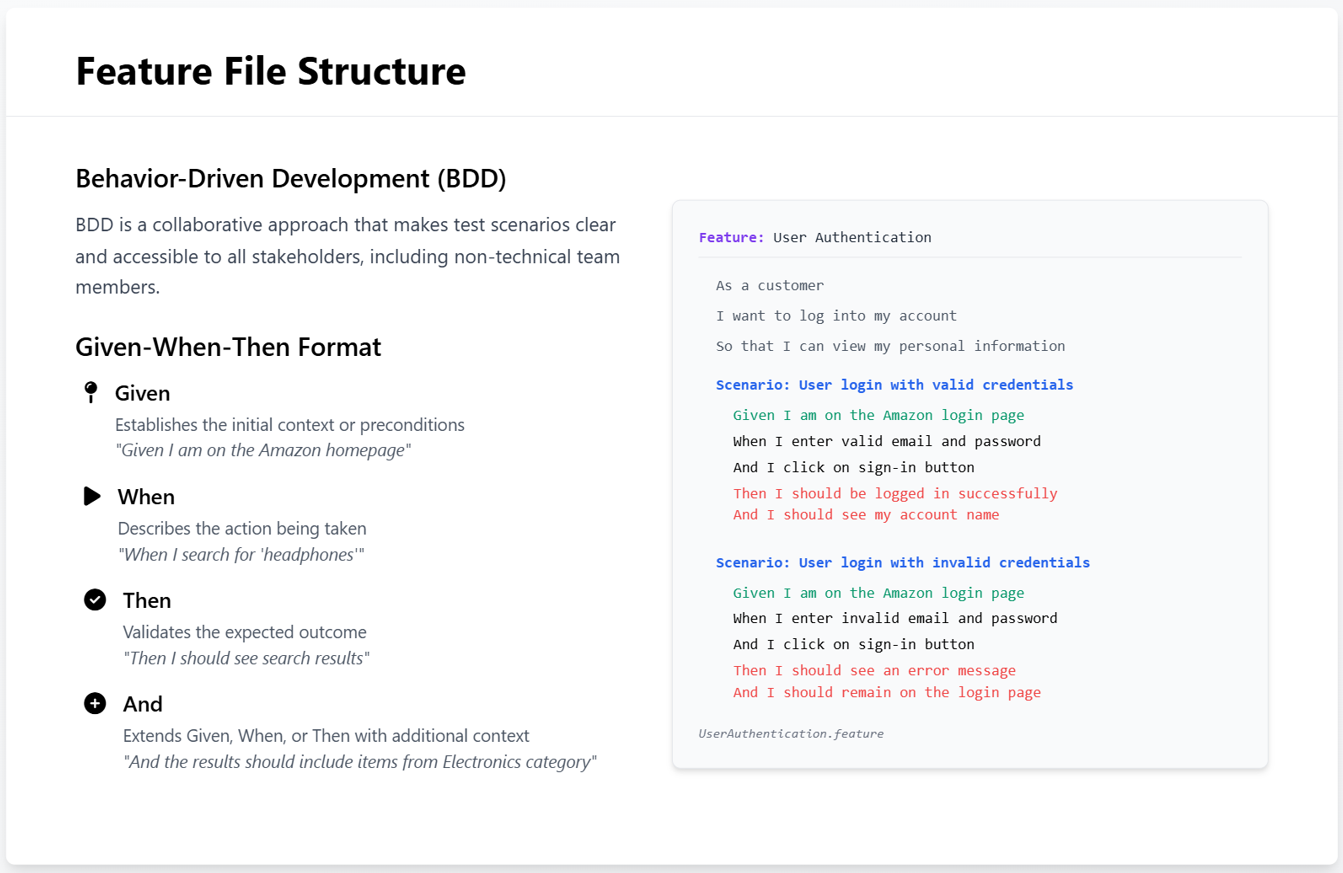 Feature File Structure
Behavior-Driven Development (BDD)
BDD is a collaborative approach that makes test scenarios clear
and accessible to all stakeholders, including non-technical team
members.
Given-When-Then Format
Given
Establishes the initial context or preconditions
"Given I am on the Amazon homepage"
When
Describes the action being taken
"When I search for 'headphones'"
Then
Validates the expected outcome
"Then I should see search results"
And
Extends Given, When, or Then with additional context
"And the results should include items from Electronics category"
Feature: User Authentication
As a customer
I want to log into my account
So that I can view my personal information
Scenario: User login with valid credentials
Given I am on the Amazon login page
When I enter valid email and password
And I click on sign-in button
Then I should be logged in successfully
And I should see my account name
Scenario: User login with invalid credentials
Given I am on the Amazon login page
When I enter invalid email and password
And I click on sign-in button
Then I should see an error message
And I should remain on the login page
UserAuthentication.feature